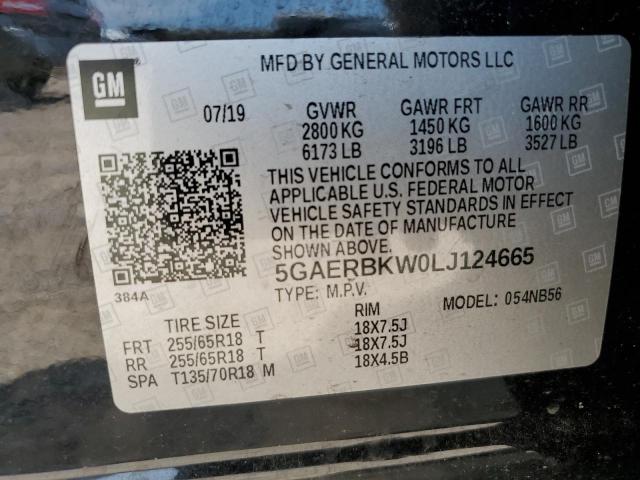 GM
MFD BY GENERAL MOTORS LLC
07/19 GVWR GAWR FRT GAWR RR
2800 KG 1450 KG 1600 KG
6173 LB 3196 LB 3527 LB
THIS VEHICLE CONFORMS TO ALL
APPLICABLE U.S. FEDERAL MOTOR
VEHICLE SAFETY STANDARDS IN EFFECT
ON THE DATE OF MANUFACTURE
SHOWN ABOVE.
5GAERBKW0LJ124665
384A
TYPE: M.P.V. MODEL: 054NB56
TIRE SIZE RIM
FRT 255/65R18 T 18X7.5J
RR 255/65R18 T 18X7.5J
SPA T135/70R18 M 18X4.5B